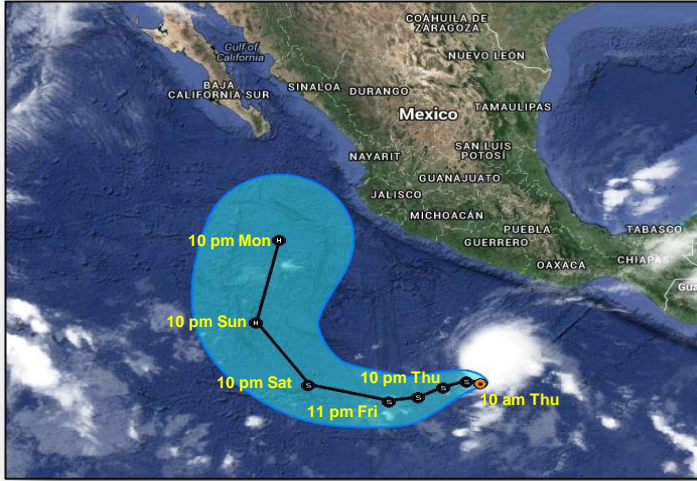 COAHUILA DE
ZARAGOZA
Gulf of
California
NUEVO LEÓN
BAJA
CALIFORNIA SUR
SINALOA
DURANGO
Mexico
TAMAULIPAS
SAN LUIS
POTOSÍ
NAYARIT
GUANAJUATO
JALISCO
MICHOACÁN
PUEBLA
TABASCO
GUERRERO
10 pm Mon
H
OAXACA
CHIAPAS
Gua
10 pm Sun
H
10 pm Thu
S
S
10 pm Sat
S
S
S
10 am Thu
11 pm Fri
S